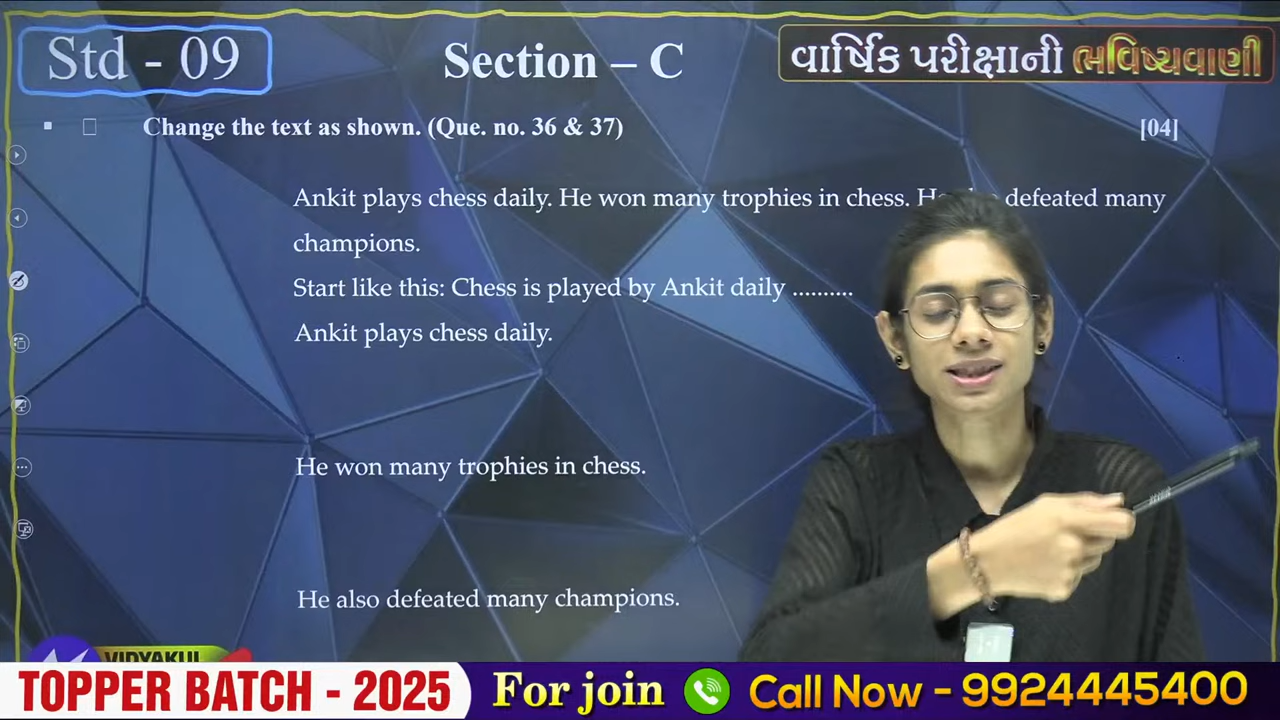 Std - 09
Section – C
વાર્ષિક પરીક્ષાની ભવિષ્યવાણી
Change the text as shown. (Que. no. 36 & 37) [04]
Ankit plays chess daily. He won many trophies in chess. defeated many
champions.
Start like this: Chess is played by Ankit daily ..........
Ankit plays chess daily.
He won many trophies in chess.
He also defeated many champions.
VIDYAKUL
TOPPER BATCH - 2025 For join Call Now - 9924445400